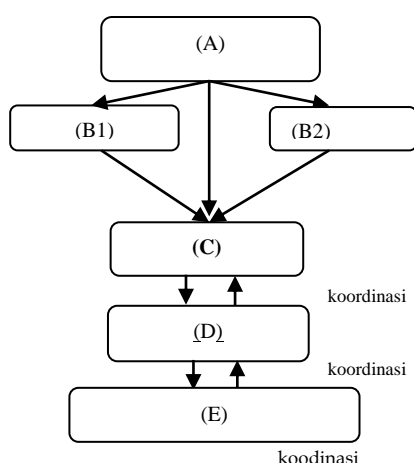 (A)
(B1)
(B2)
(C)
koordinasi
(D)
koordinasi
(E)
koodinasi